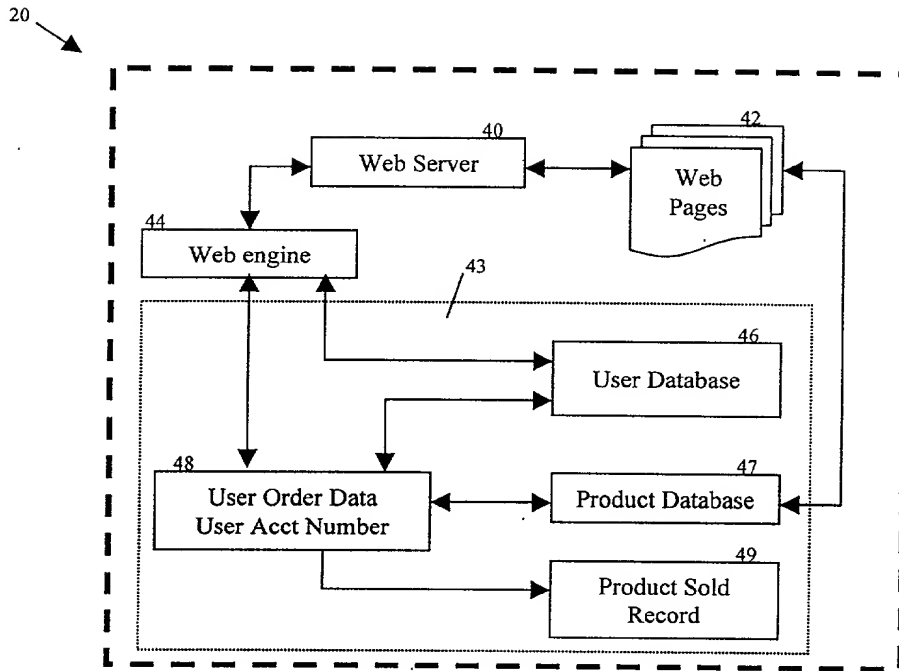 20
40
Web Server
42
Web
Pages
44
Web engine
43
46
User Database
48
User Order Data
User Acct Number
47
Product Database
49
Product Sold
Record